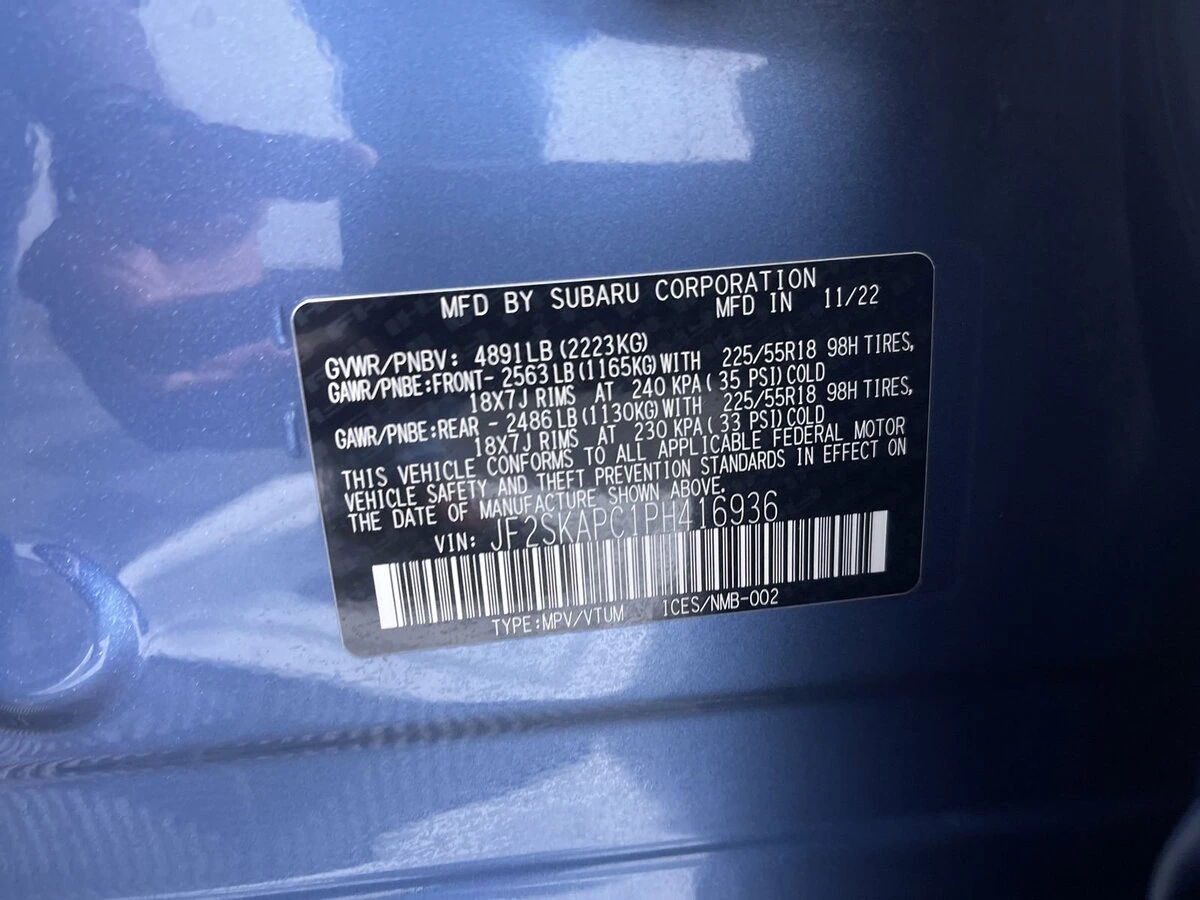 MFD BY SUBARU CORPORATION
MFD IN 11/22
GVWR/PNBV: 4891LB (2223KG)
GAWR/PNBE:FRONT- 2563LB (1165KG) WITH 225/55R18 98H TIRES,
18X7J RIMS AT 240 KPA( 35 PSI) COLD
GAWR/PNBE:REAR - 2486LB (1130KG) WITH 225/55R18 98H TIRES,
18X7J RIMS AT 230 KPA( 33 PSI) COLD
THIS VEHICLE CONFORMS TO ALL APPLICABLE FEDERAL MOTOR
VEHICLE SAFETY AND THEFT PREVENTION STANDARDS IN EFFECT ON
THE DATE OF MANUFACTURE SHOWN ABOVE.
VIN: JF2SKAPC1PH416936
TYPE:MPV/VTUM ICES/NMB-002